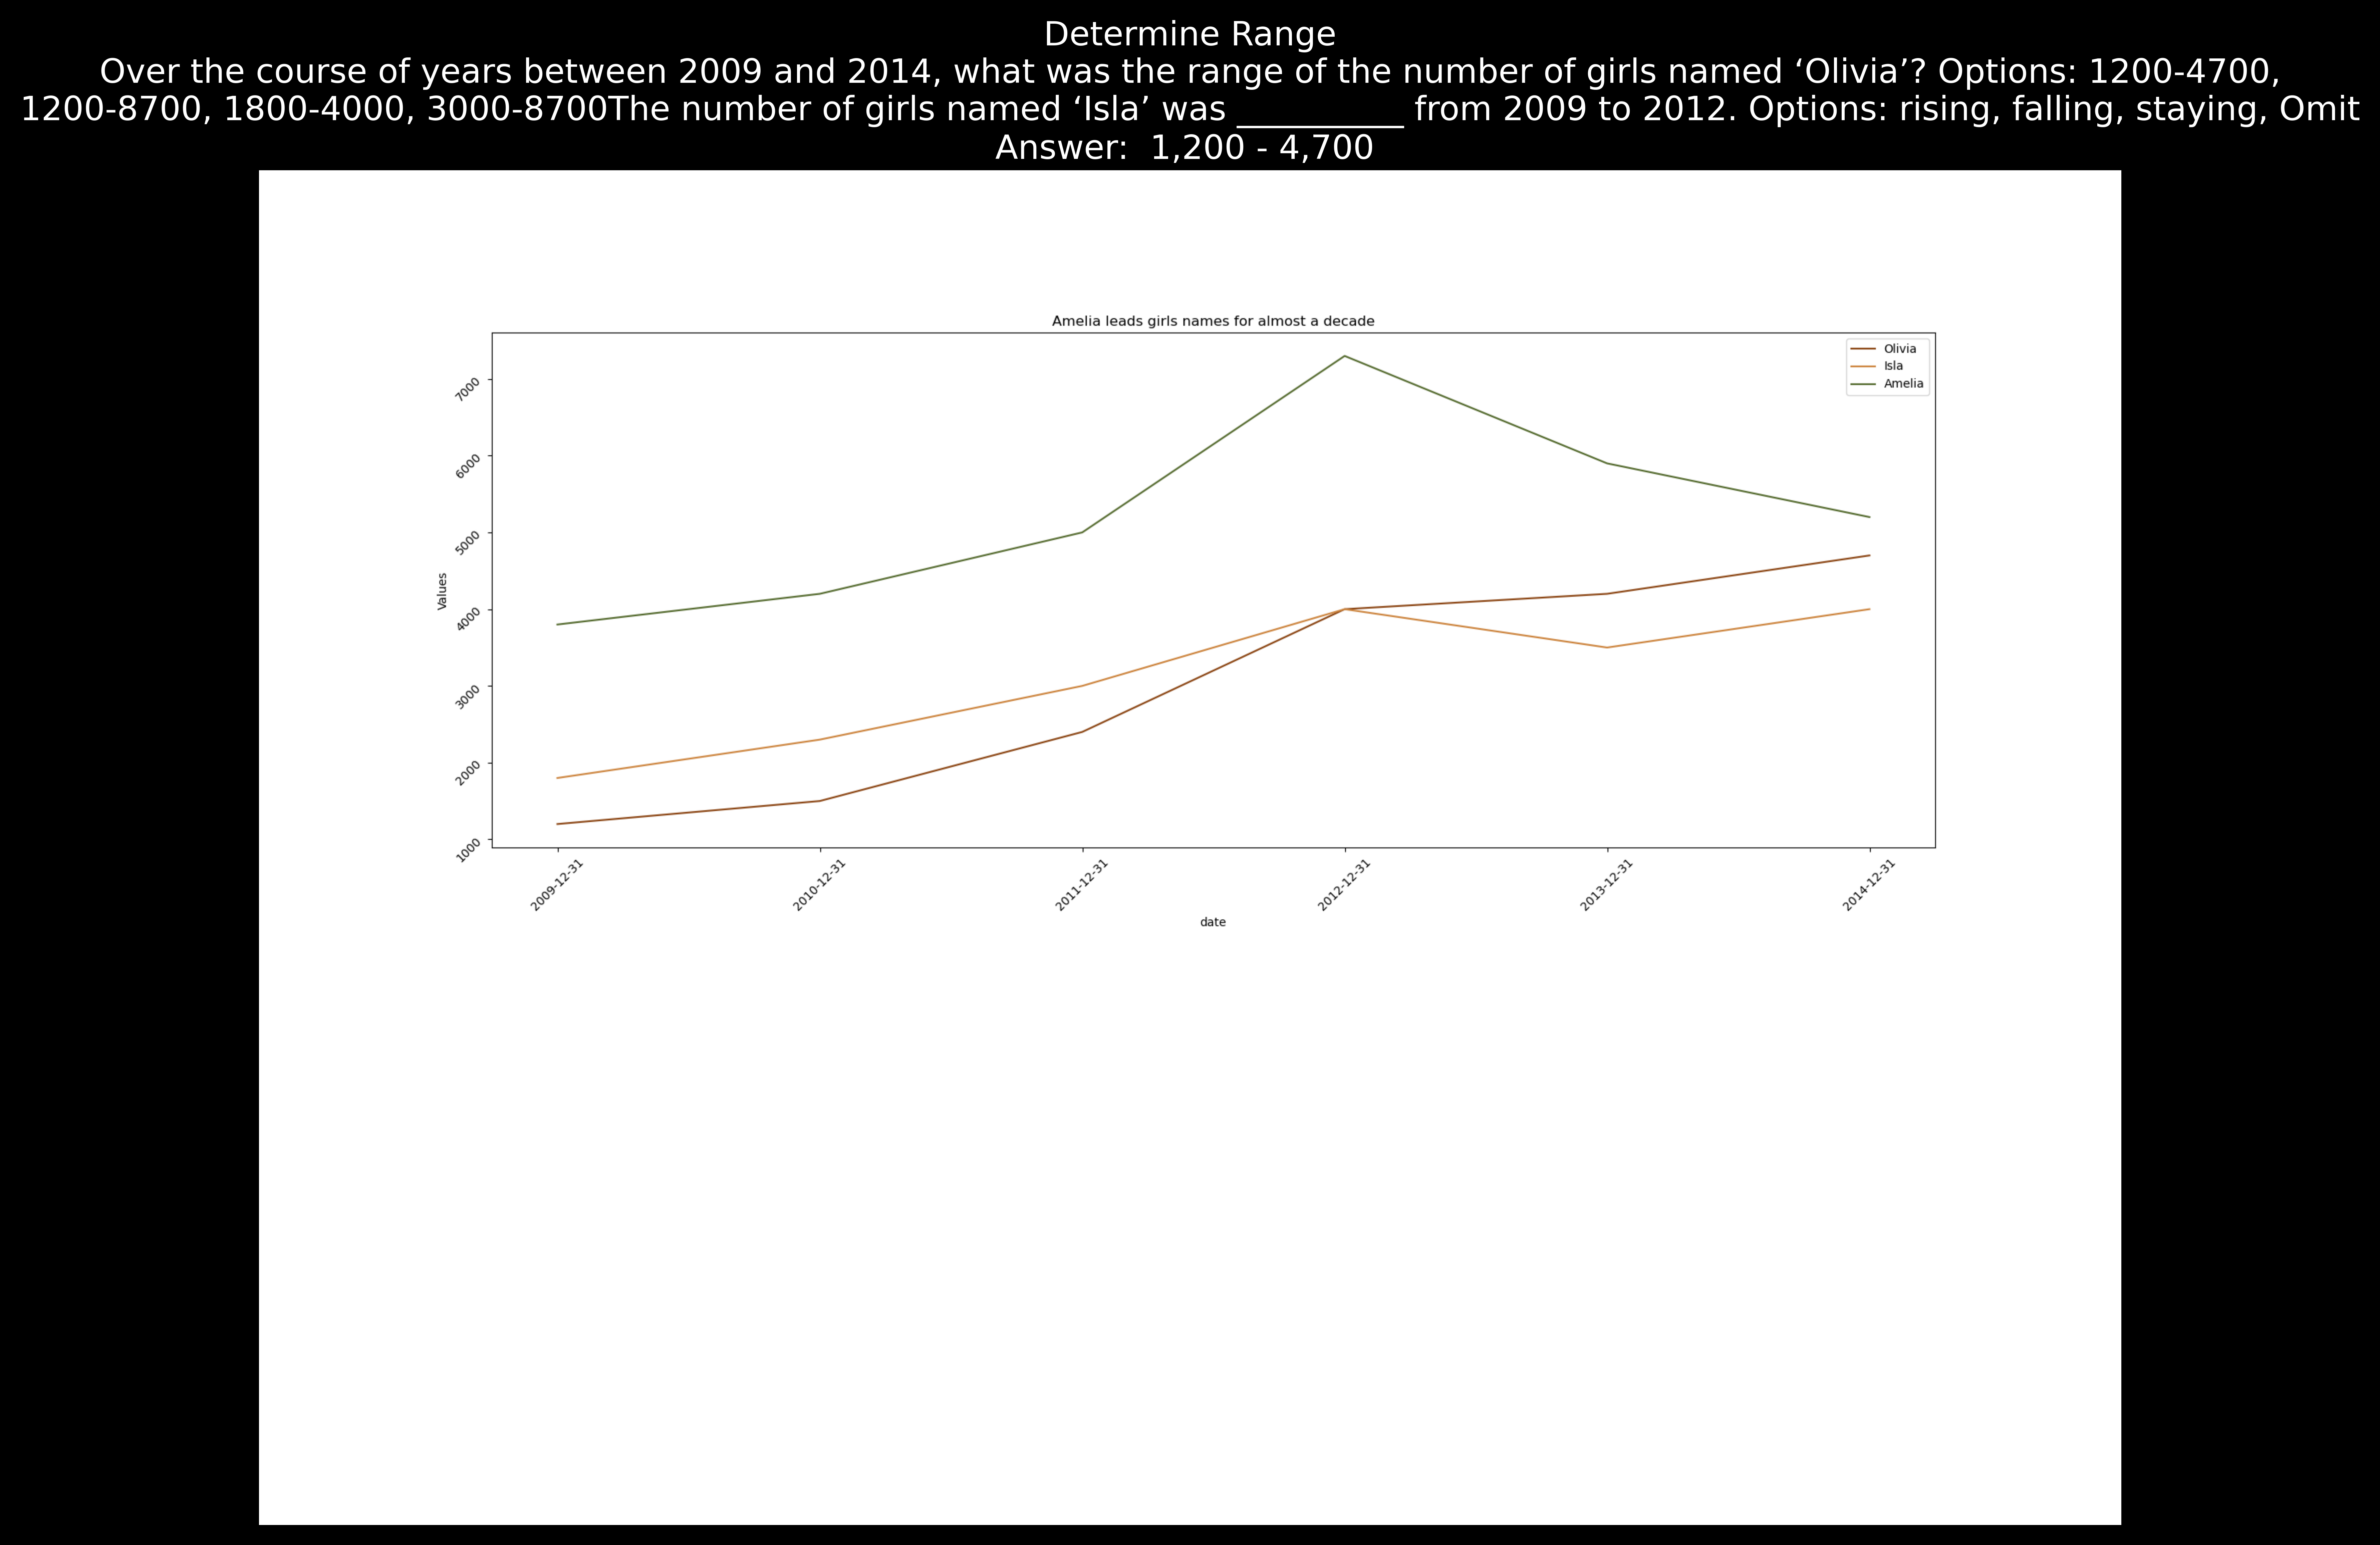 Determine Range
Over the course of years between 2009 and 2014, what was the range of the number of girls named ‘Olivia’? Options: 1200-4700,
1200-8700, 1800-4000, 3000-8700The number of girls named ‘Isla’ was __________ from 2009 to 2012. Options: rising, falling, staying, Omit
Answer:  1,200 - 4,700
Amelia leads girls names for almost a decade
Olivia
Isla
Amelia
7000
6000
5000
4000
3000
2000
1000
Values
2009-12-31
2010-12-31
2011-12-31
2012-12-31
2013-12-31
2014-12-31
date